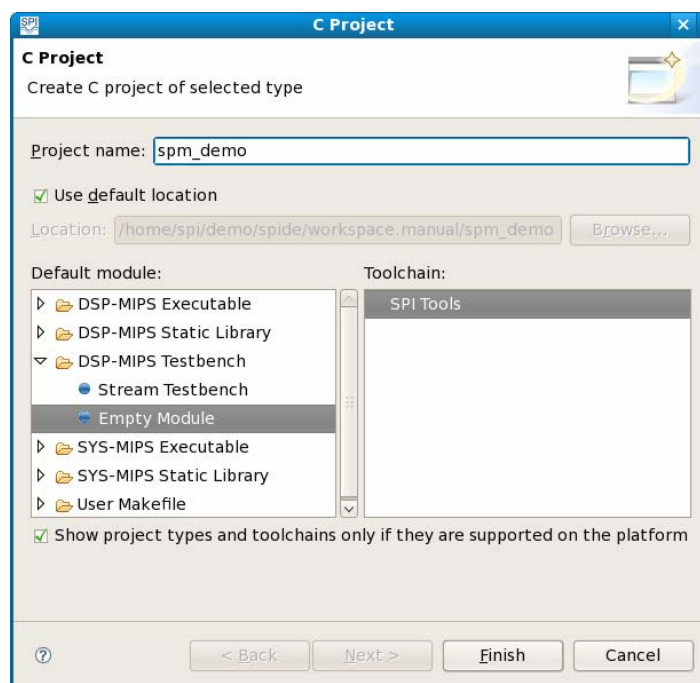 SPI
C Project
C Project
Create C project of selected type
Project name: spm_demo
Use default location
Location: /home/spi/demo/spide/workspace.manual/spm_demo Browse...
Default module:
DSP-MIPS Executable
DSP-MIPS Static Library
DSP-MIPS Testbench
Stream Testbench
Empty Module
SYS-MIPS Executable
SYS-MIPS Static Library
User Makefile
Toolchain:
SPI Tools
Show project types and toolchains only if they are supported on the platform
? < Back Next > Finish Cancel